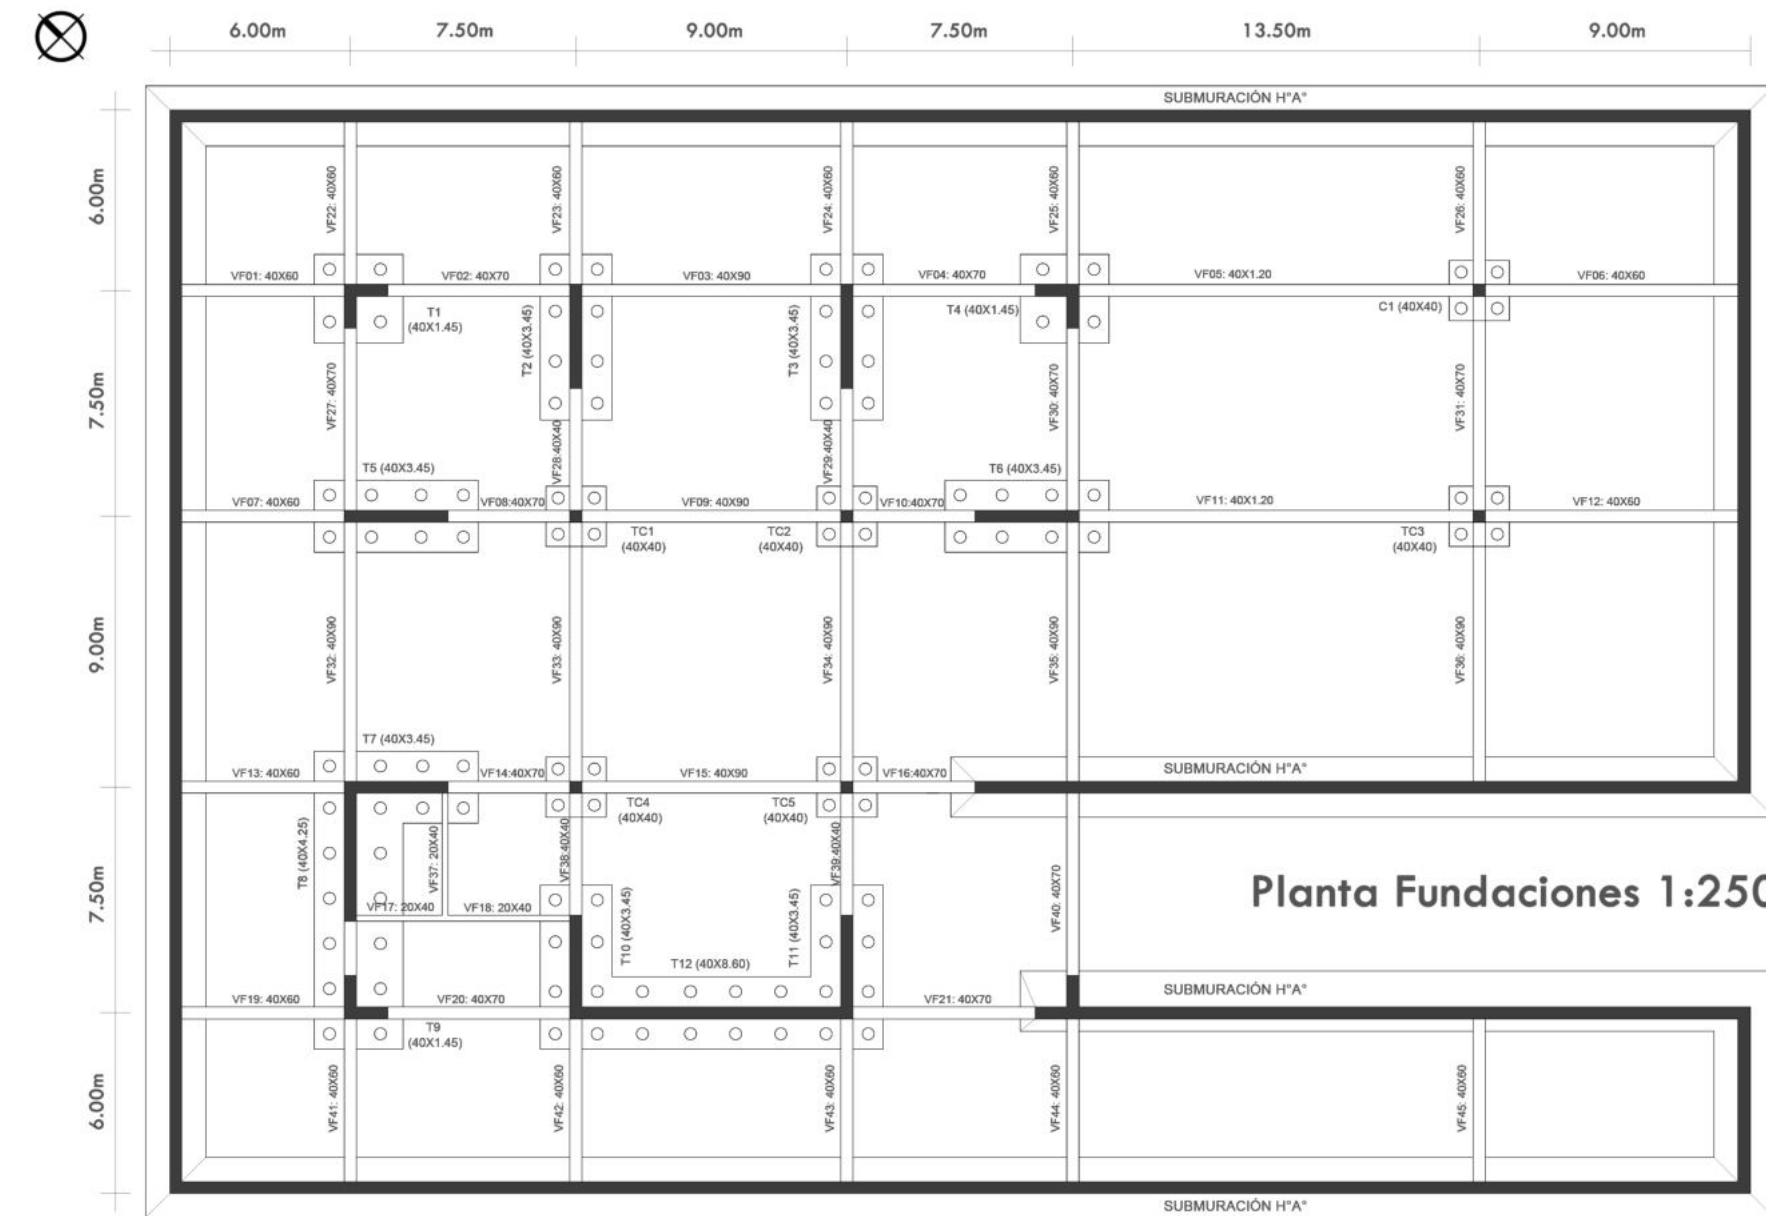 6.00m 7.50m 9.00m 7.50m 13.50m 9.00m
SUBMURACIÓN H°A°
6.00m
VF22: 40X60
VF23: 40X60
VF24: 40X60
VF25: 40X60
VF26: 40X60
VF01: 40X60
VF02: 40X70
VF03: 40X90
VF04: 40X70
VF05: 40X1.20
VF06: 40X60
T1
(40X1.45)
T2 (40X3.45)
T3 (40X3.45)
T4 (40X1.45)
C1 (40X40)
7.50m
VF27: 40X70
VF28:40X40
VF29:40X40
VF30: 40X70
VF31: 40X70
T5 (40X3.45)
T6 (40X3.45)
VF07: 40X60
VF08:40X70
VF09: 40X90
VF10:40X70
VF11: 40X1.20
VF12: 40X60
TC1
(40X40)
TC2
(40X40)
TC3
(40X40)
9.00m
VF32: 40X90
VF33: 40X90
VF34: 40X90
VF35: 40X90
VF36: 40X90
T7 (40X3.45)
VF13: 40X60
VF14:40X70
VF15: 40X90
VF16:40X70
SUBMURACIÓN H°A°
TC4
(40X40)
TC5
(40X40)
7.50m
T8 (40X4.25)
VF37: 20X40
VF38:40X40
VF39:40X40
VF40: 40X70
Planta Fundaciones 1:250
VF17: 20X40
VF18: 20X40
T10 (40X3.45)
T12 (40X8.60)
T11 (40X3.45)
VF19: 40X60
VF20: 40X70
VF21: 40X70
SUBMURACIÓN H°A°
T9
(40X1.45)
6.00m
VF41: 40X60
VF42: 40X60
VF43: 40X60
VF44: 40X60
VF45: 40X60
SUBMURACIÓN H°A°